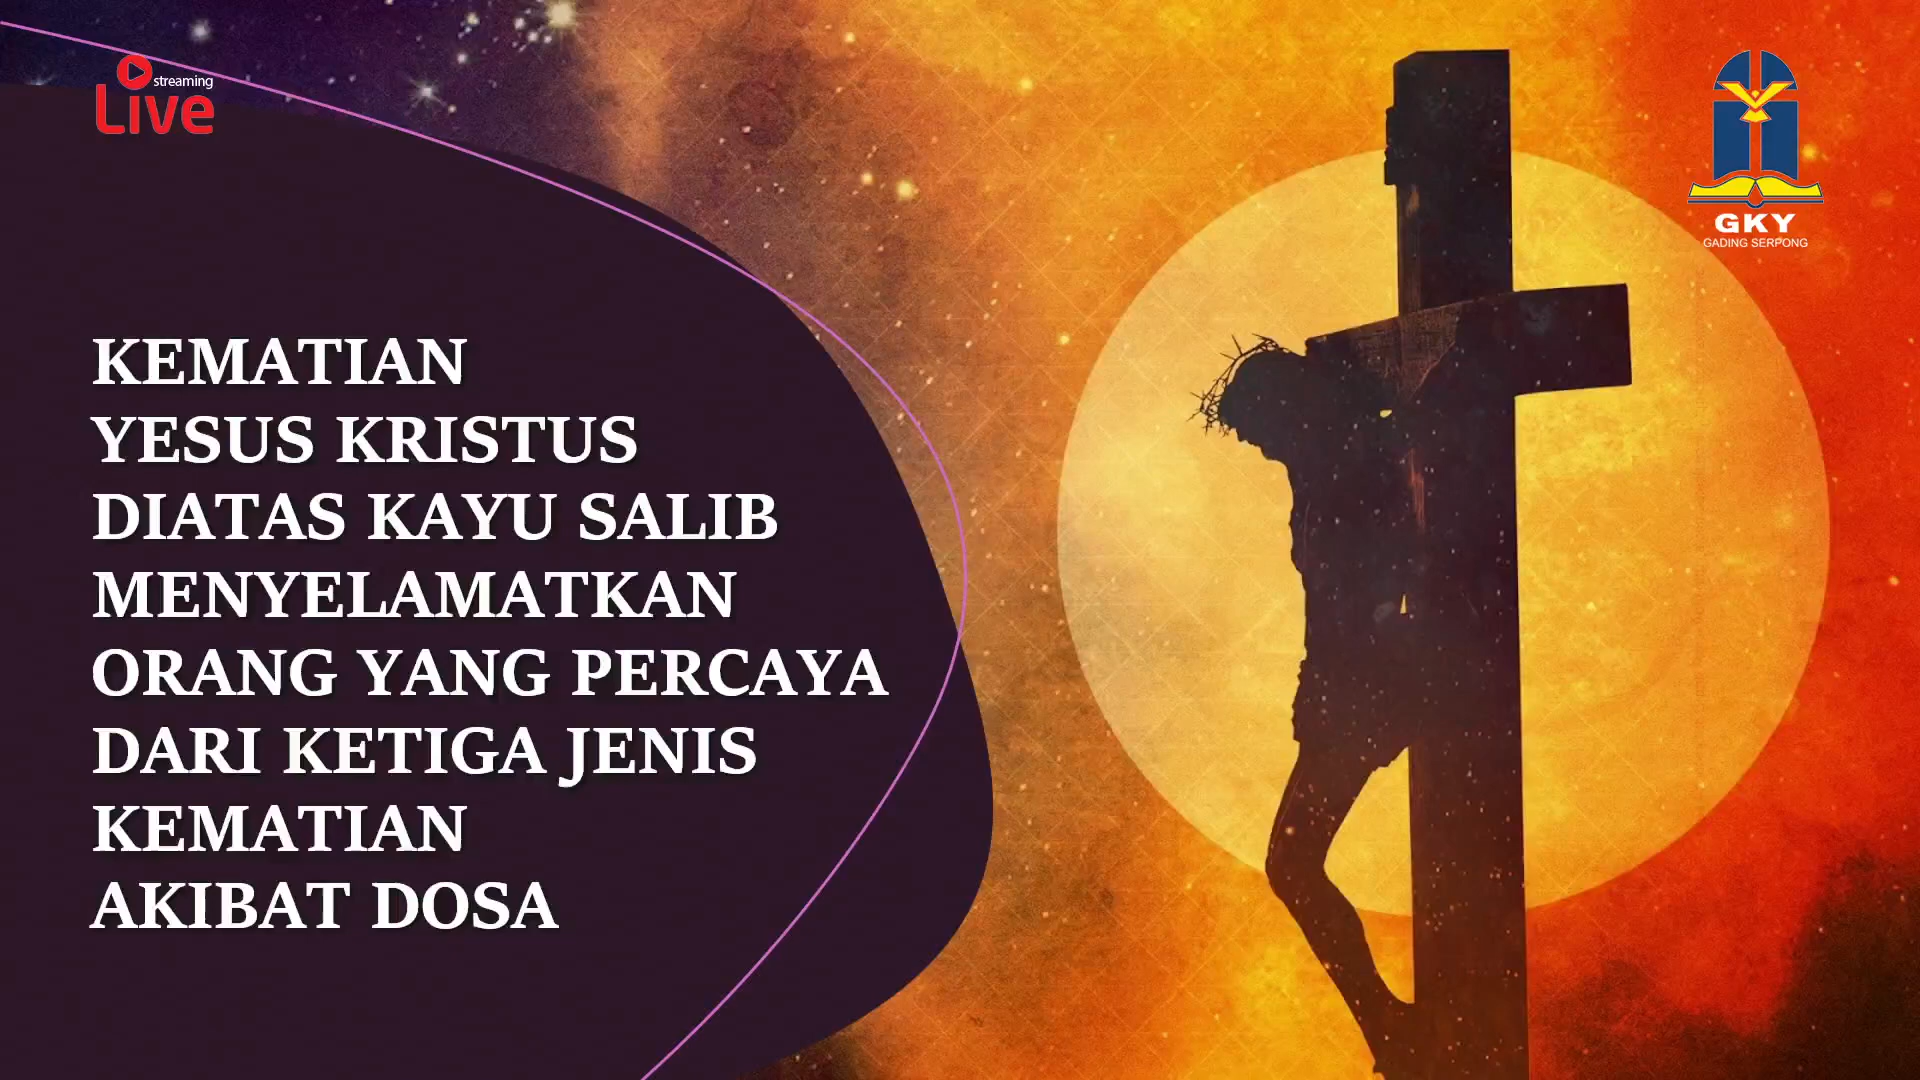 streaming
Live
GKY
GADING SERPONG
KEMATIAN
YESUS KRISTUS
DIATAS KAYU SALIB
MENYELAMATKAN
ORANG YANG PERCAYA
DARI KETIGA JENIS
KEMATIAN
AKIBAT DOSA